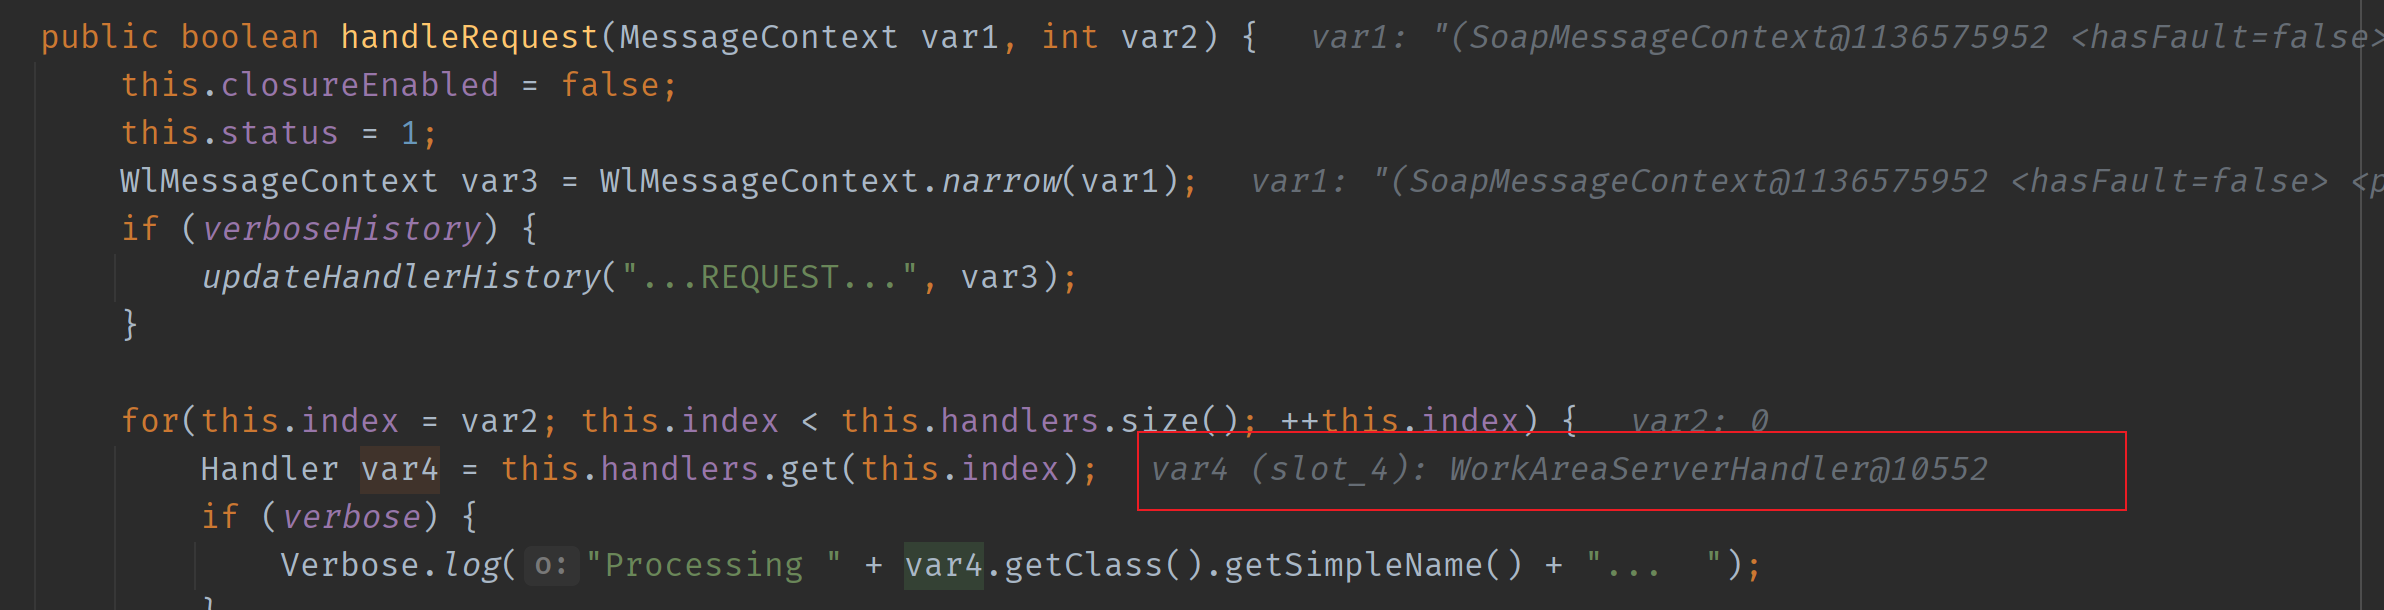 public boolean handleRequest(MessageContext var1, int var2) {   var1: "(SoapMessageContext@1136575952 <hasFault=false>
this.closureEnabled = false;
this.status = 1;
WlMessageContext var3 = WlMessageContext.narrow(var1);   var1: "(SoapMessageContext@1136575952 <hasFault=false> <p
if (verboseHistory) {
updateHandlerHistory("...REQUEST...", var3);
}
for(this.index = var2; this.index < this.handlers.size(); ++this.index) {   var2: 0
Handler var4 = this.handlers.get(this.index);   var4 (slot_4): WorkAreaServerHandler@10552
if (verbose) {
Verbose.log( o: "Processing " + var4.getClass().getSimpleName() + "...  ");
}